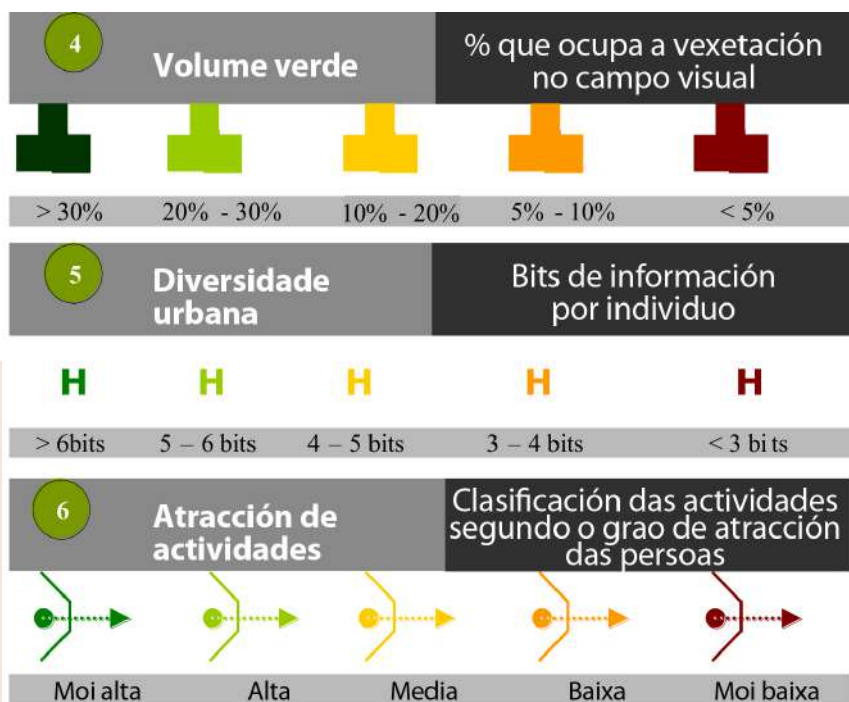 4
Volume verde
% que ocupa a vexetación
no campo visual
> 30% 20% - 30% 10% - 20% 5% - 10% < 5%
5
Diversidade
urbana
Bits de información
por individuo
H H H H H
> 6bits 5 – 6 bits 4 – 5 bits 3 – 4 bits < 3 bits
6
Atracción de
actividades
Clasificación das actividades
segundo o grao de atracción
das persoas
Moi alta Alta Media Baixa Moi baixa